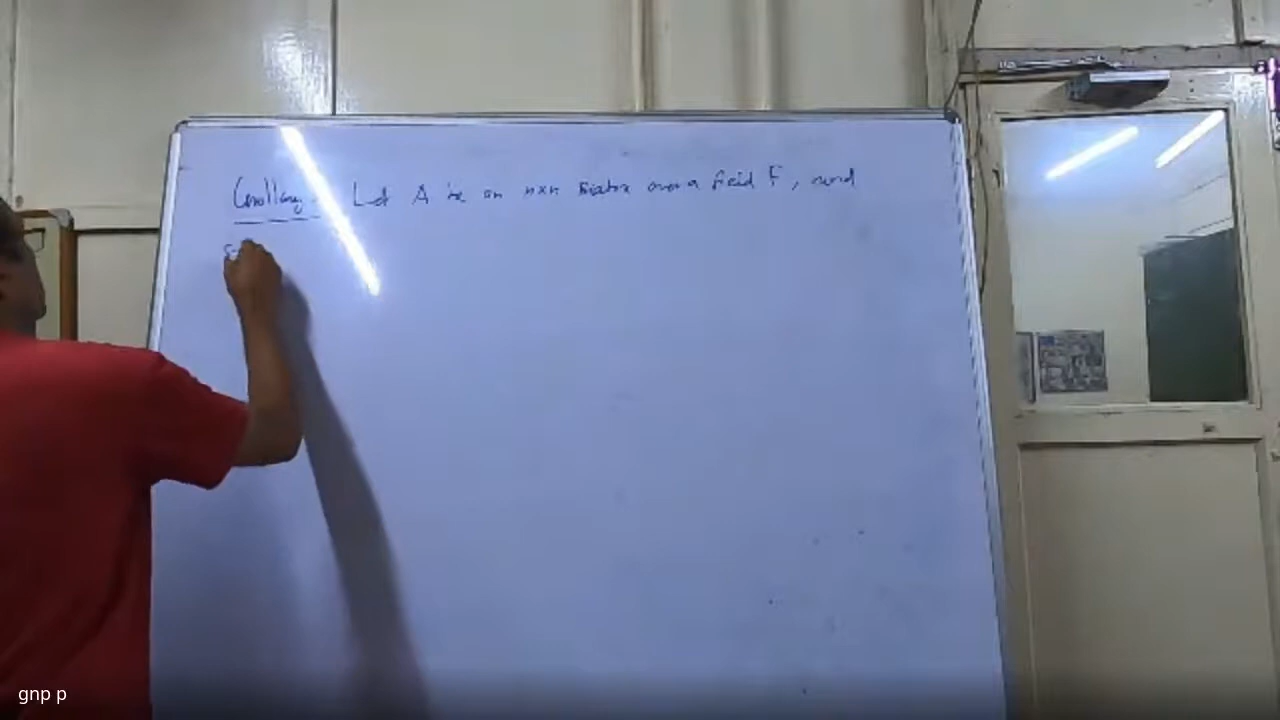 Corollary: Let A be an n×n matrix over a field F, and
gnp p